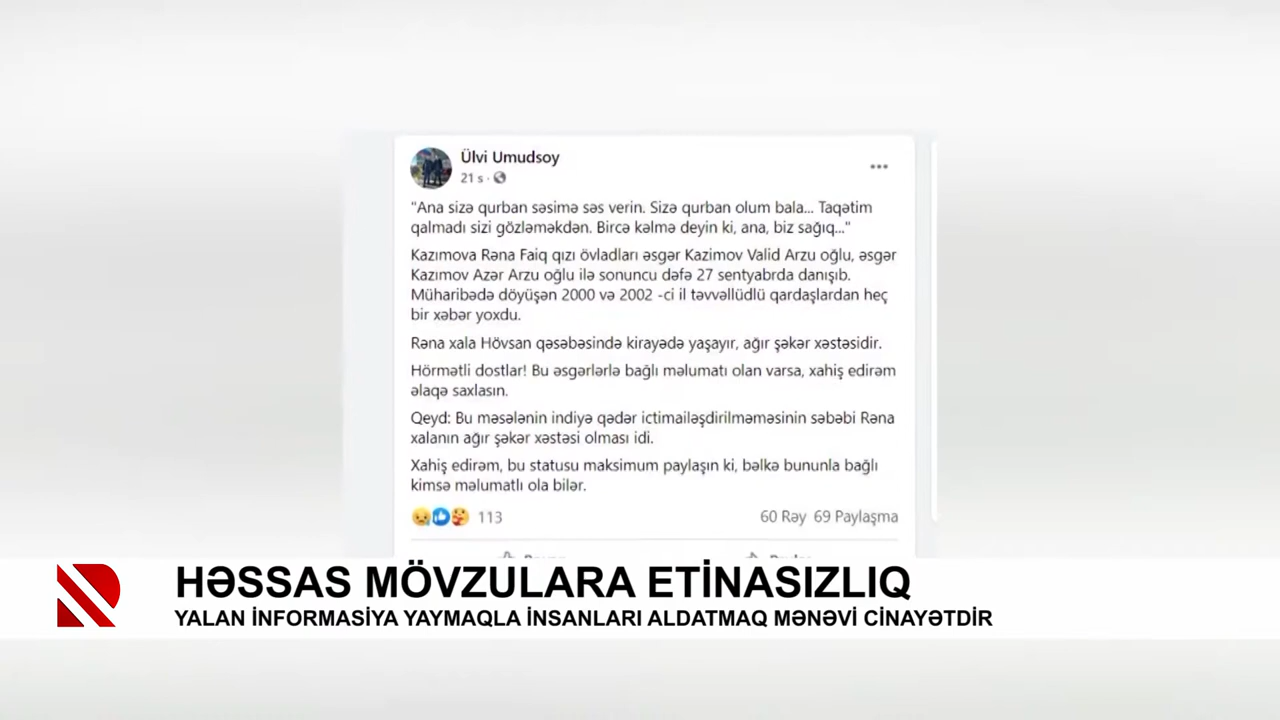 Ülvi Umudsoy
21 s ·
"Ana sizə qurban səsimə səs verin. Sizə qurban olum bala... Taqətim
qalmadı sizi gözləməkdən. Bircə kəlmə deyin ki, ana, biz sağıq..."
Kazımova Rəna Faiq qızı övladları əsgər Kazimov Valid Arzu oğlu, əsgər
Kazımov Azər Arzu oğlu ilə sonuncu dəfə 27 sentyabrda danışıb.
Müharibədə döyüşən 2000 və 2002 -ci il təvvəllüdlü qardaşlardan heç
bir xəbər yoxdu.
Rəna xala Hövsan qəsəbəsində kirayədə yaşayır, ağır şəkər xəstəsidir.
Hörmətli dostlar! Bu əsgərlərlə bağlı məlumatı olan varsa, xahiş edirəm
əlaqə saxlasın.
Qeyd: Bu məsələnin indiyə qədər ictimailəşdirilməməsinin səbəbi Rəna
xalanın ağır şəkər xəstəsi olması idi.
Xahiş edirəm, bu statusu maksimum paylaşın ki, bəlkə bununla bağlı
kimsə məlumatlı ola bilər.
113 60 Rəy 69 Paylaşma
HƏSSAS MÖVZULARA ETİNASIZLIQ
YALAN İNFORMASİYA YAYMAQLA İNSANLARI ALDATMAQ MƏNƏVİ CİNAYƏTDİR